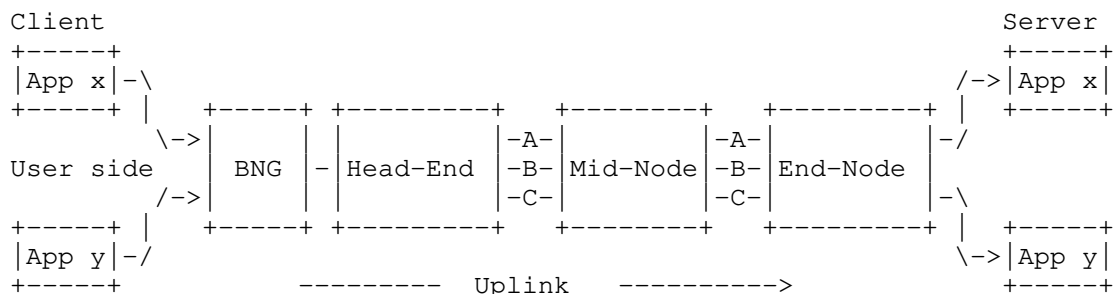 Client                                                      Server
+-----+                                                     +-----+
|App x|-\                                                /->|App x|
+-----+ |   +-----+ +---------+   +--------+   +---------+ |  +-----+
         \->|     | |         |-A-|        |-A-|         |-/
User side   | BNG |-|Head-End |-B-|Mid-Node|-B-|End-Node |
         /->|     | |         |-C-|        |-C-|         |-\
+-----+ |   +-----+ +---------+   +--------+   +---------+ |  +-----+
|App y|-/                                                \->|App y|
+-----+           --------- Uplink ---------->              +-----+